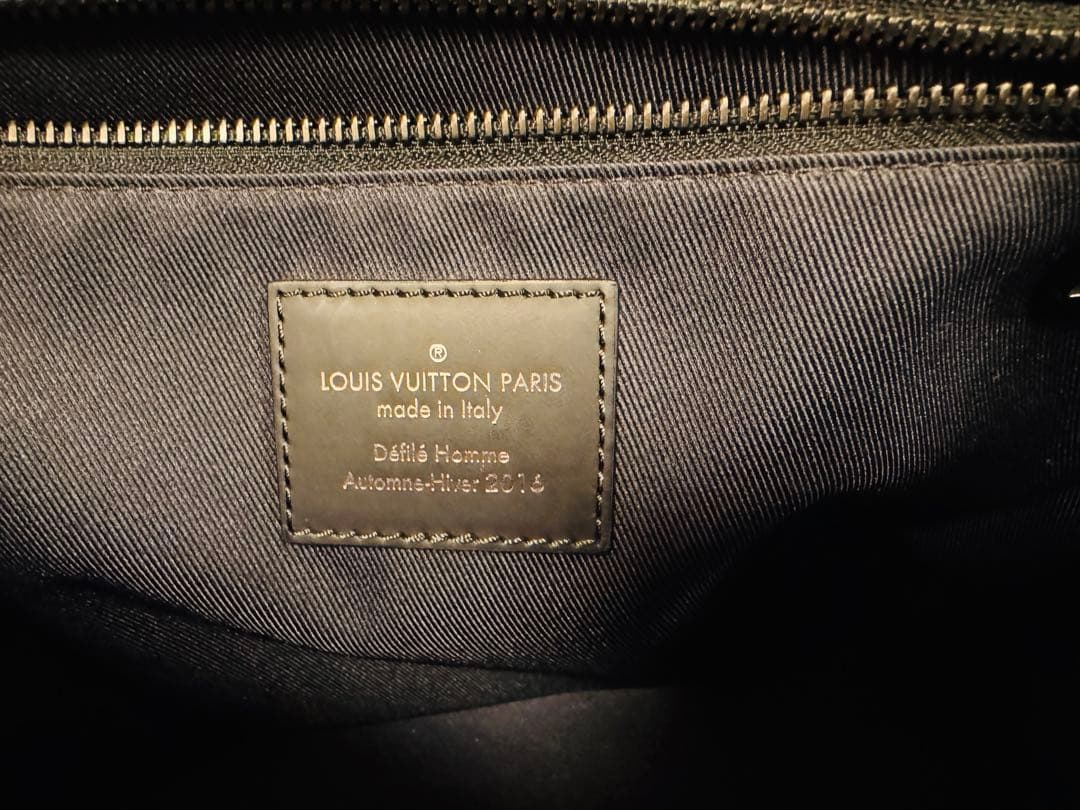 ®
LOUIS VUITTON PARIS
made in Italy
Défilé Homme
Automne-Hiver 2016